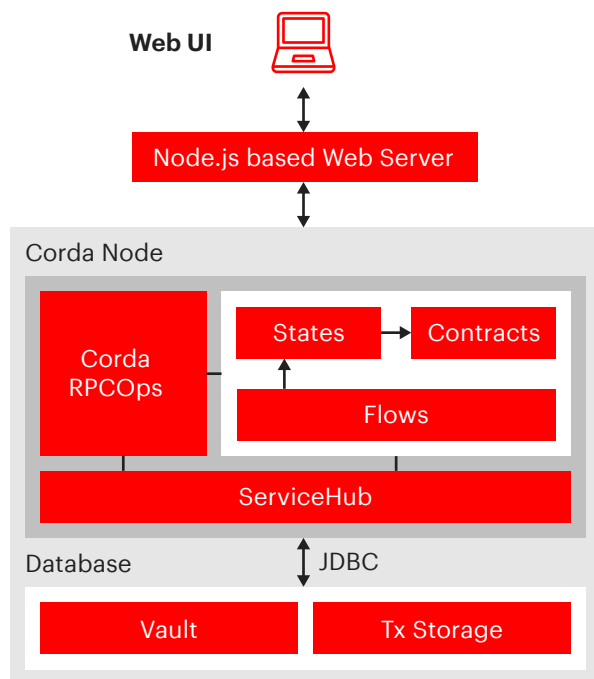 Web UI
Node.js based Web Server
Corda Node
Corda
RPCOps
States
Contracts
Flows
ServiceHub
Database
JDBC
Vault
Tx Storage